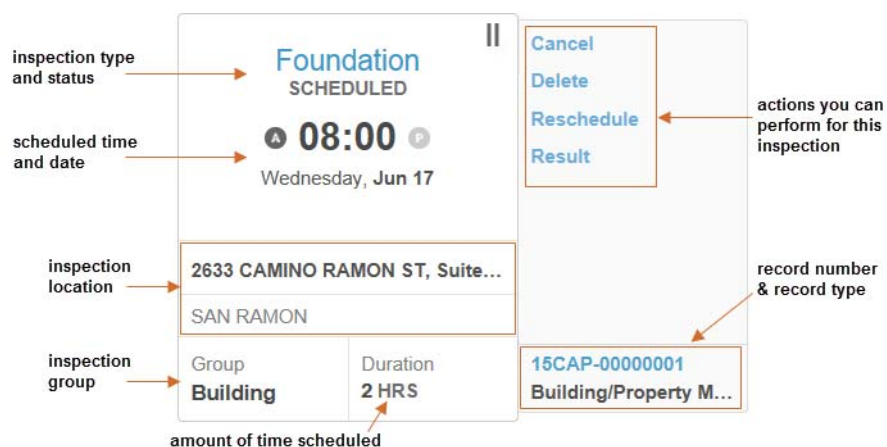 inspection type
and status
Foundation
SCHEDULED
Cancel
Delete
Reschedule
Result
actions you can
perform for this
inspection
scheduled time
and date
A 08:00 P
Wednesday, Jun 17
inspection
location
2633 CAMINO RAMON ST, Suite...
SAN RAMON
record number
& record type
inspection
group
Group
Building
Duration
2 HRS
15CAP-00000001
Building/Property M...
amount of time scheduled